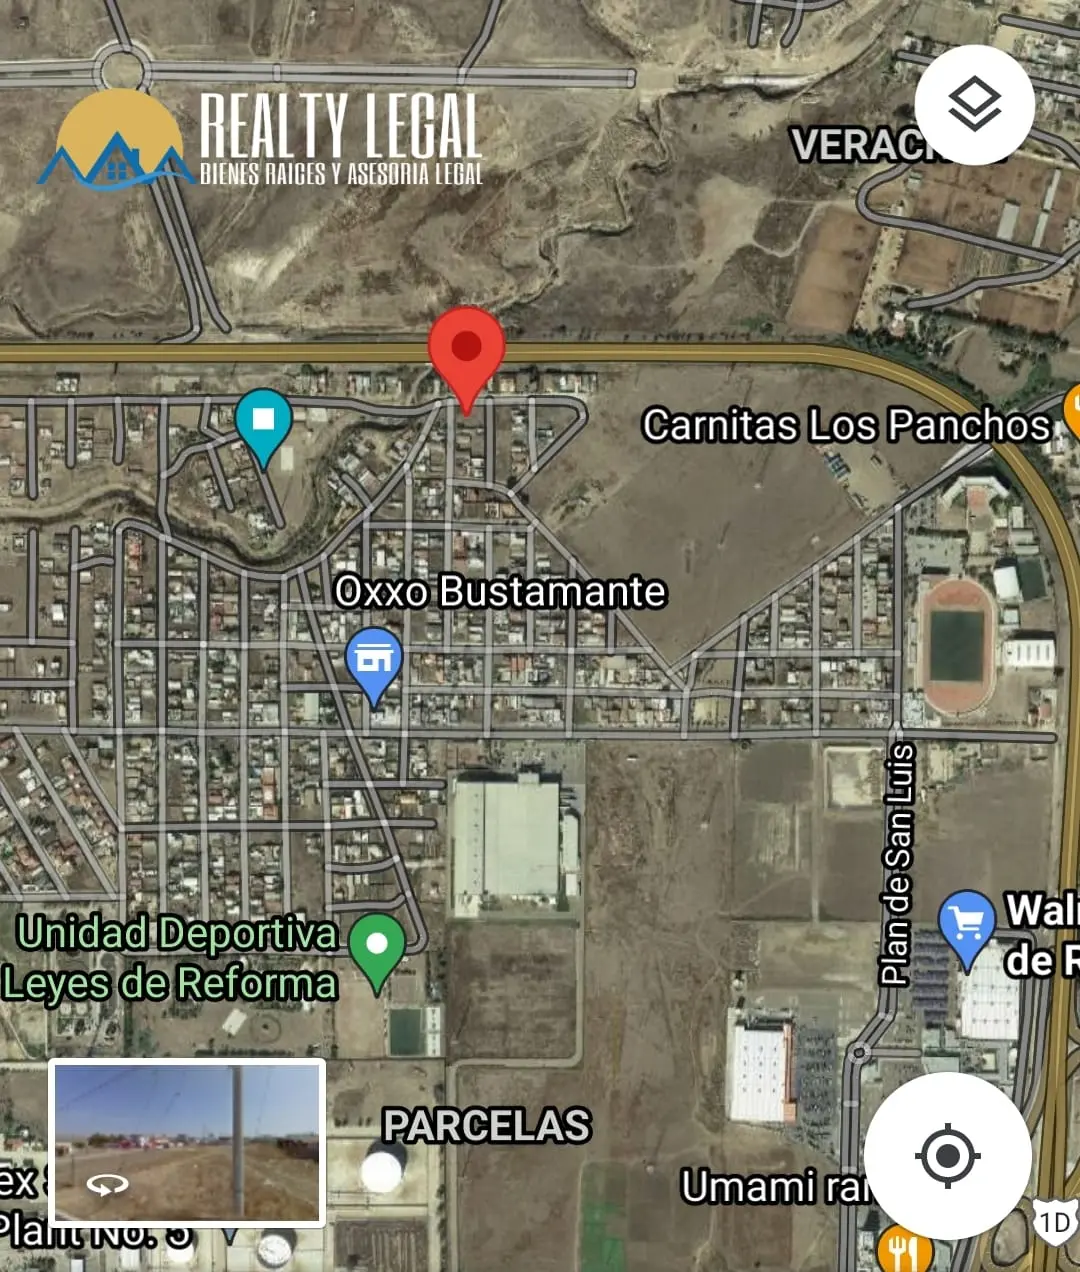 REALTY LEGAL
BIENES RAICES Y ASESORIA LEGAL
VERAC
Carnitas Los Panchos
Oxxo Bustamante
Plan de San Luis
Unidad Deportiva
Leyes de Reforma
Wal
de R
PARCELAS
Umami ra
ex
Plant No. 5
1D